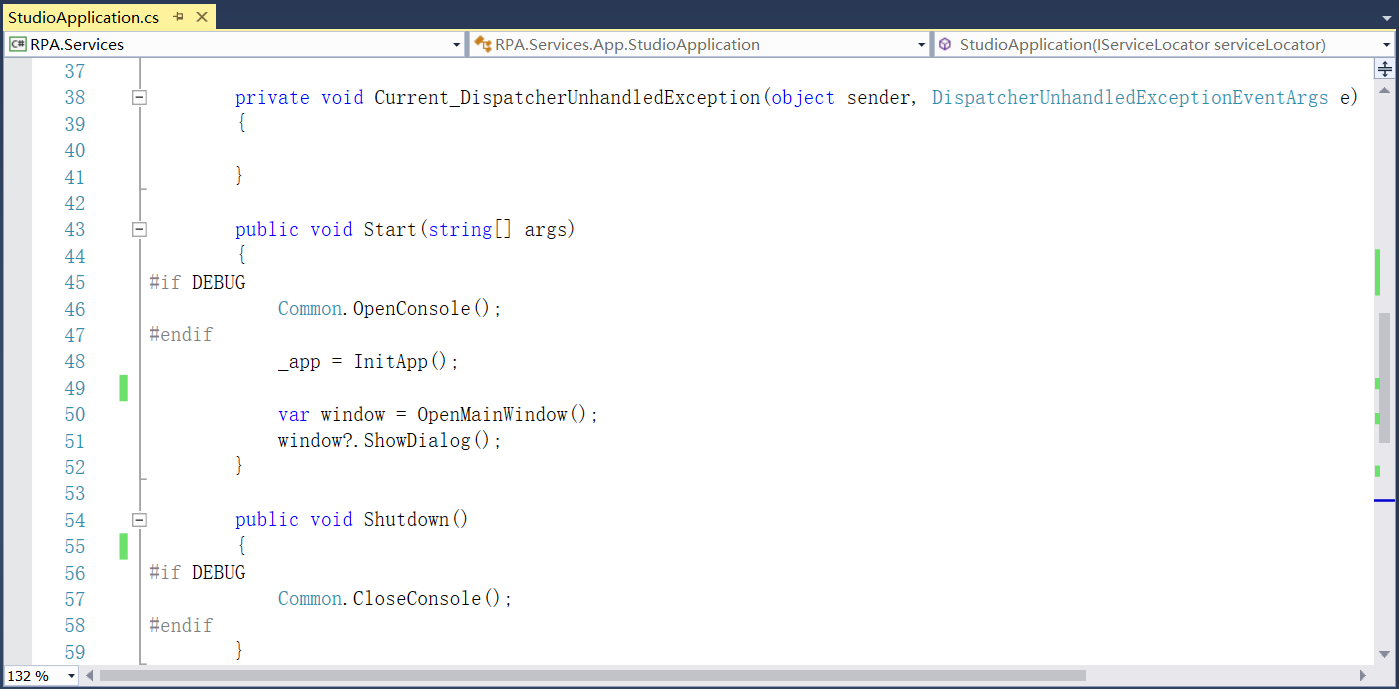 StudioApplication.cs
RPA.Services
RPA.Services.App.StudioApplication
StudioApplication(IServiceLocator serviceLocator)
37
38 private void Current_DispatcherUnhandledException(object sender, DispatcherUnhandledExceptionEventArgs e)
39 {
40
41 }
42
43 public void Start(string[] args)
44 {
45 #if DEBUG
46 Common.OpenConsole();
47 #endif
48 _app = InitApp();
49
50 var window = OpenMainWindow();
51 window?.ShowDialog();
52 }
53
54 public void Shutdown()
55 {
56 #if DEBUG
57 Common.CloseConsole();
58 #endif
59 }
132 %